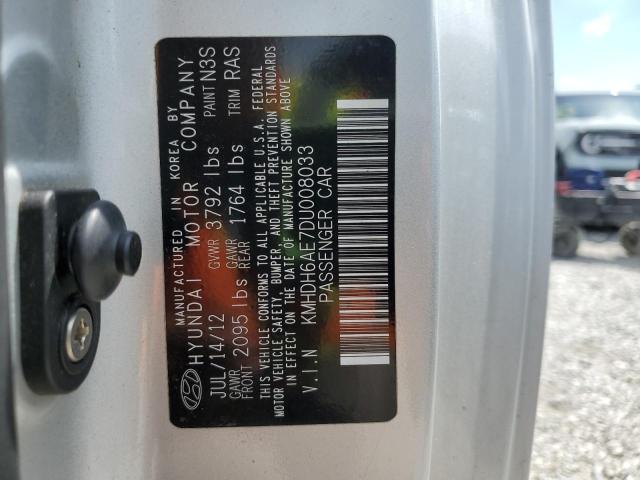 MANUFACTURED IN KOREA BY
HYUNDAI MOTOR COMPANY
JUL/14/12 GVWR 3792 lbs PAINT N3S
GAWR FRONT 2095 lbs GAWR REAR 1764 lbs TRIM RAS
THIS VEHICLE CONFORMS TO ALL APPLICABLE U.S.A. FEDERAL
MOTOR VEHICLE SAFETY, BUMPER, AND THEFT PREVENTION STANDARDS
IN EFFECT ON THE DATE OF MANUFACTURE SHOWN ABOVE
V.I.N KMHDH6AE7DU008033
PASSENGER CAR